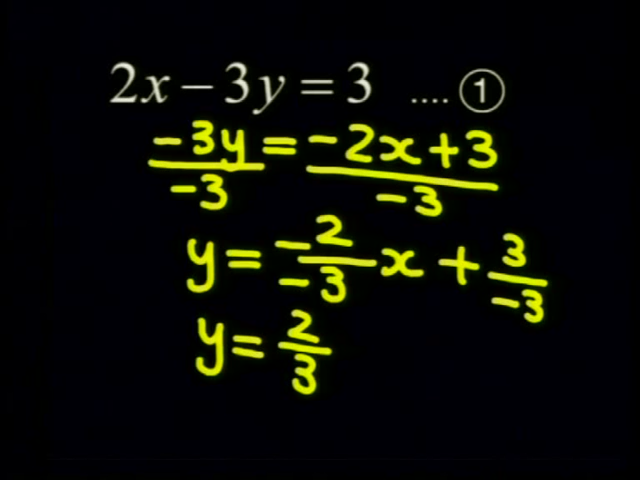 2x − 3y = 3 .... ①
−3y / −3 = −2x + 3 / −3
y = −2/−3 x + 3/−3
y = 2/3